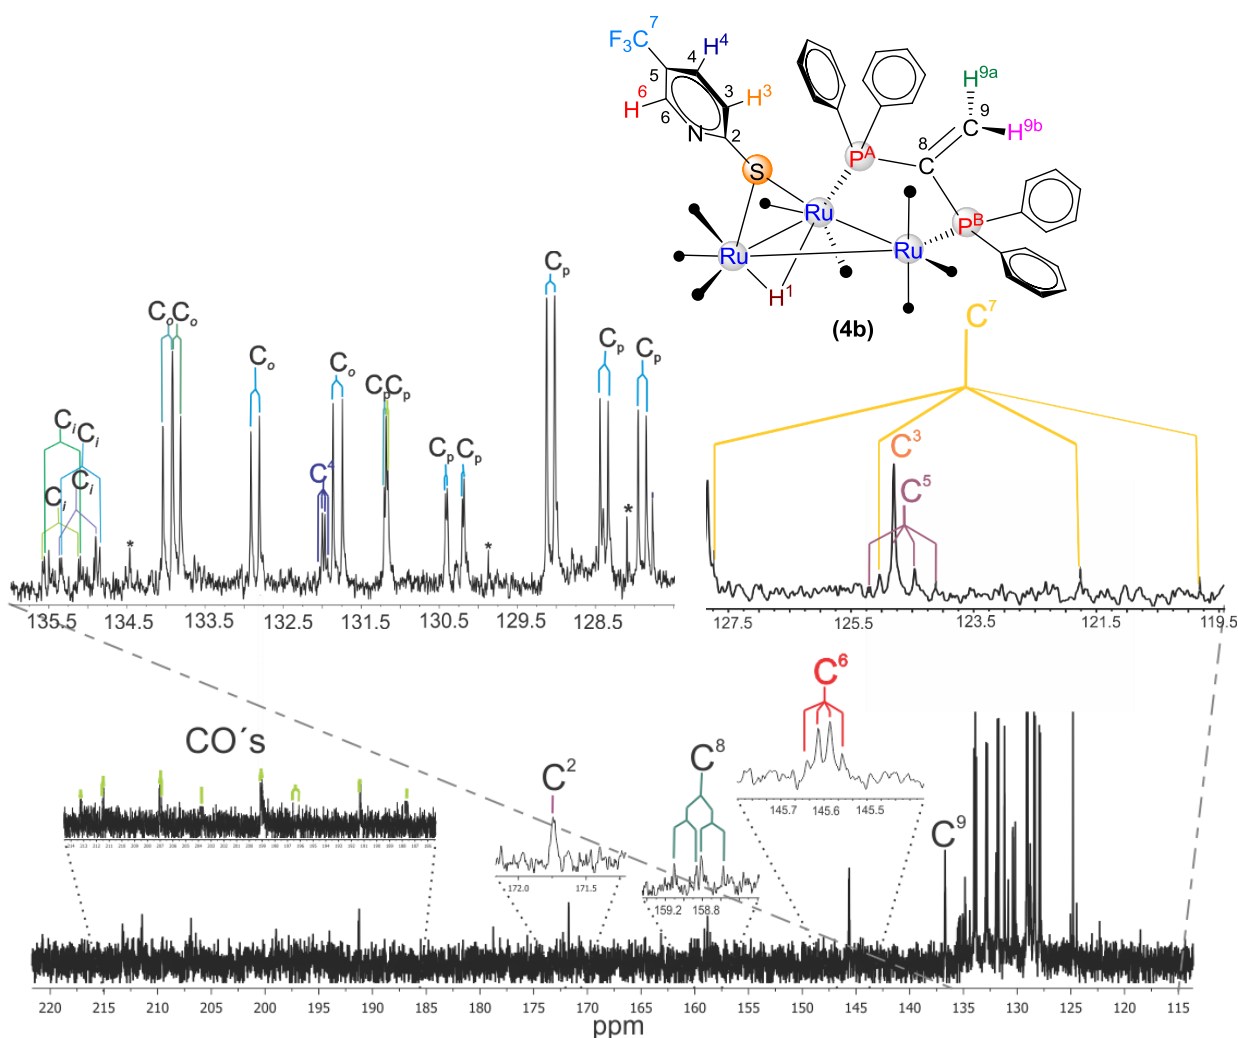 7
F₃C
4
H⁴
5
3
H³
H⁶
6
N
2
S
H⁹ᵃ
9
H⁹ᵇ
8
C
Pᴬ
Pᴮ
Ru
Ru
Ru
H¹
(4b)
Cₚ
CₒCₒ
Cₒ
Cₒ
Cₚ
Cₚ
CₚCₚ
Cᵢ
Cᵢ
Cᵢ
Cᵢ
C⁴
Cₚ
Cₚ
*
*
*
135.5 134.5 133.5 132.5 131.5 130.5 129.5 128.5
C⁷
C³
C⁵
127.5 125.5 123.5 121.5 119.5
CO´s
C²
172.0 171.5
C⁸
159.2 158.8
C⁶
145.7 145.6 145.5
C⁹
220 215 210 205 200 195 190 185 180 175 170 165 160 155 150 145 140 135 130 125 120 115
ppm